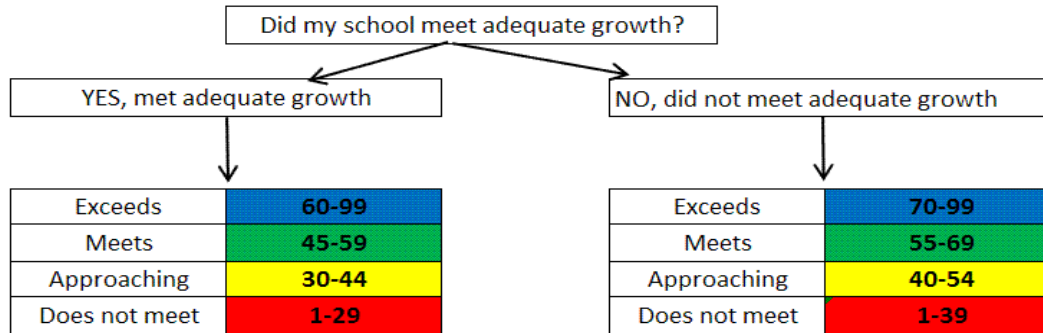 Did my school meet adequate growth?
YES, met adequate growth
NO, did not meet adequate growth
Exceeds 60-99
Meets 45-59
Approaching 30-44
Does not meet 1-29
Exceeds 70-99
Meets 55-69
Approaching 40-54
Does not meet 1-39